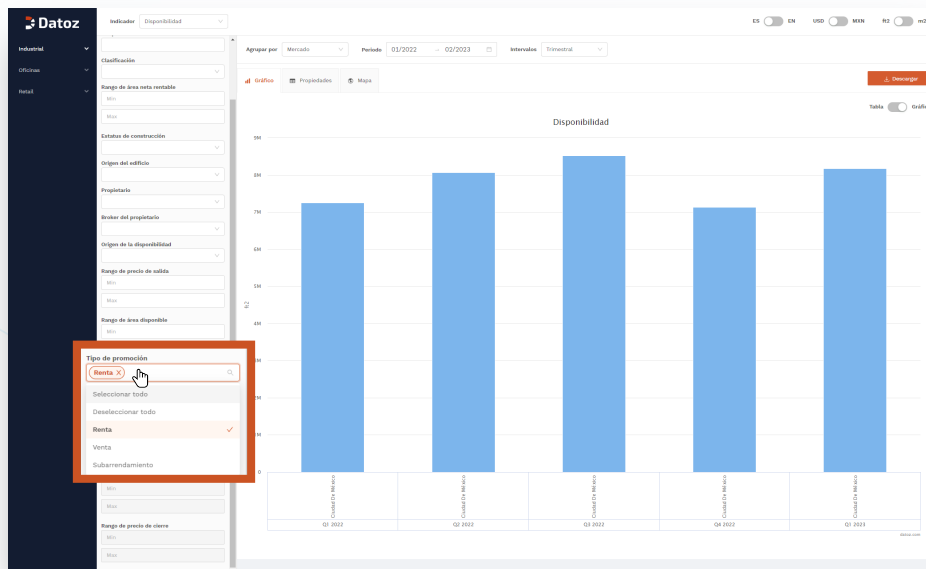 Datoz
Indicador
Disponibilidad
ES
EN
USD
MXN
ft2
m2
Industrial
Oficinas
Retail
Clasificación
Rango de área neta rentable
Min
Max
Estatus de construcción
Origen del edificio
Propietario
Broker del propietario
Origen de la disponibilidad
Rango de precio de salida
Min
Max
Rango de área disponible
Min
Tipo de promoción
Renta X
Seleccionar todo
Deseleccionar todo
Renta
Venta
Subarrendamiento
Min
Max
Rango de precio de cierre
Min
Max
Agrupar por
Mercado
Periodo
01/2022
~
02/2023
Intervalos
Trimestral
Gráfico
Propiedades
Mapa
Descargar
Tabla
Gráfic
Disponibilidad
9M
8M
7M
6M
5M
4M
3M
2M
1M
0
ft2
Ciudad De México
Ciudad De México
Ciudad De México
Ciudad De México
Ciudad De México
Q1 2022
Q2 2022
Q3 2022
Q4 2022
Q1 2023
datoz.com